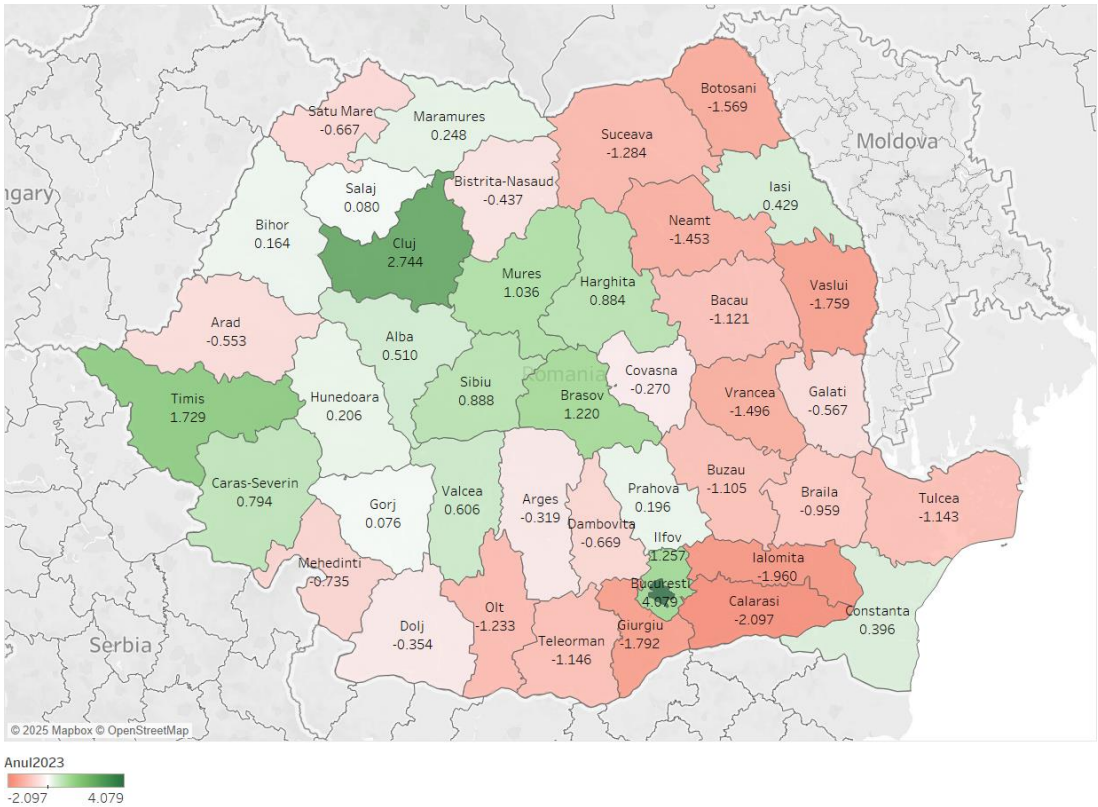 Botosani
-1.569
Satu Mare
-0.667
Maramures
0.248
Suceava
-1.284
Moldova
ngary
Salaj
0.080
Bistrita-Nasaud
-0.437
Iasi
0.429
Bihor
0.164
Cluj
2.744
Neamt
-1.453
Mures
1.036
Harghita
0.884
Vaslui
-1.759
Bacau
-1.121
Arad
-0.553
Alba
0.510
Romania
Covasna
-0.270
Sibiu
0.888
Brasov
1.220
Timis
1.729
Hunedoara
0.206
Vrancea
-1.496
Galati
-0.567
Caras-Severin
0.794
Gorj
0.076
Valcea
0.606
Arges
-0.319
Prahova
0.196
Buzau
-1.105
Braila
-0.959
Tulcea
-1.143
Dambovita
-0.669
Ilfov
1.257
Mehedinti
-0.735
Bucuresti
4.079
Ialomita
-1.960
Calarasi
-2.097
Constanta
0.396
Olt
-1.233
Dolj
-0.354
Teleorman
-1.146
Giurgiu
-1.792
Serbia
© 2025 Mapbox © OpenStreetMap
Anul2023
-2.097 4.079